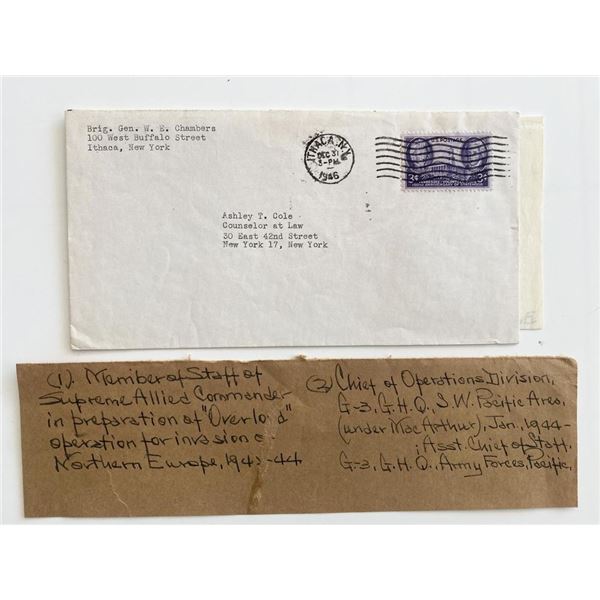 Brig. Gen. W. E. Chambers
100 West Buffalo Street
Ithaca, New York
ITHACA, N.Y.
DEC 31
3-PM
1946
U.S. POSTAGE
3¢ 3¢
Ashley T. Cole
Counselor at Law
30 East 42nd Street
New York 17, New York
(1). Member of Staff of
Supreme Allied Commander
in preparation of "Overlord"
operation for invasion o
Northern Europe, 1943-44
(2) Chief of Operations Division,
G-3, G.H.Q., S.W. Pacific Area,
(under MacArthur), Jan, 1944-
; Asst. Chief of Staff,
G-3, G.H.Q., Army Forces, Pacific,